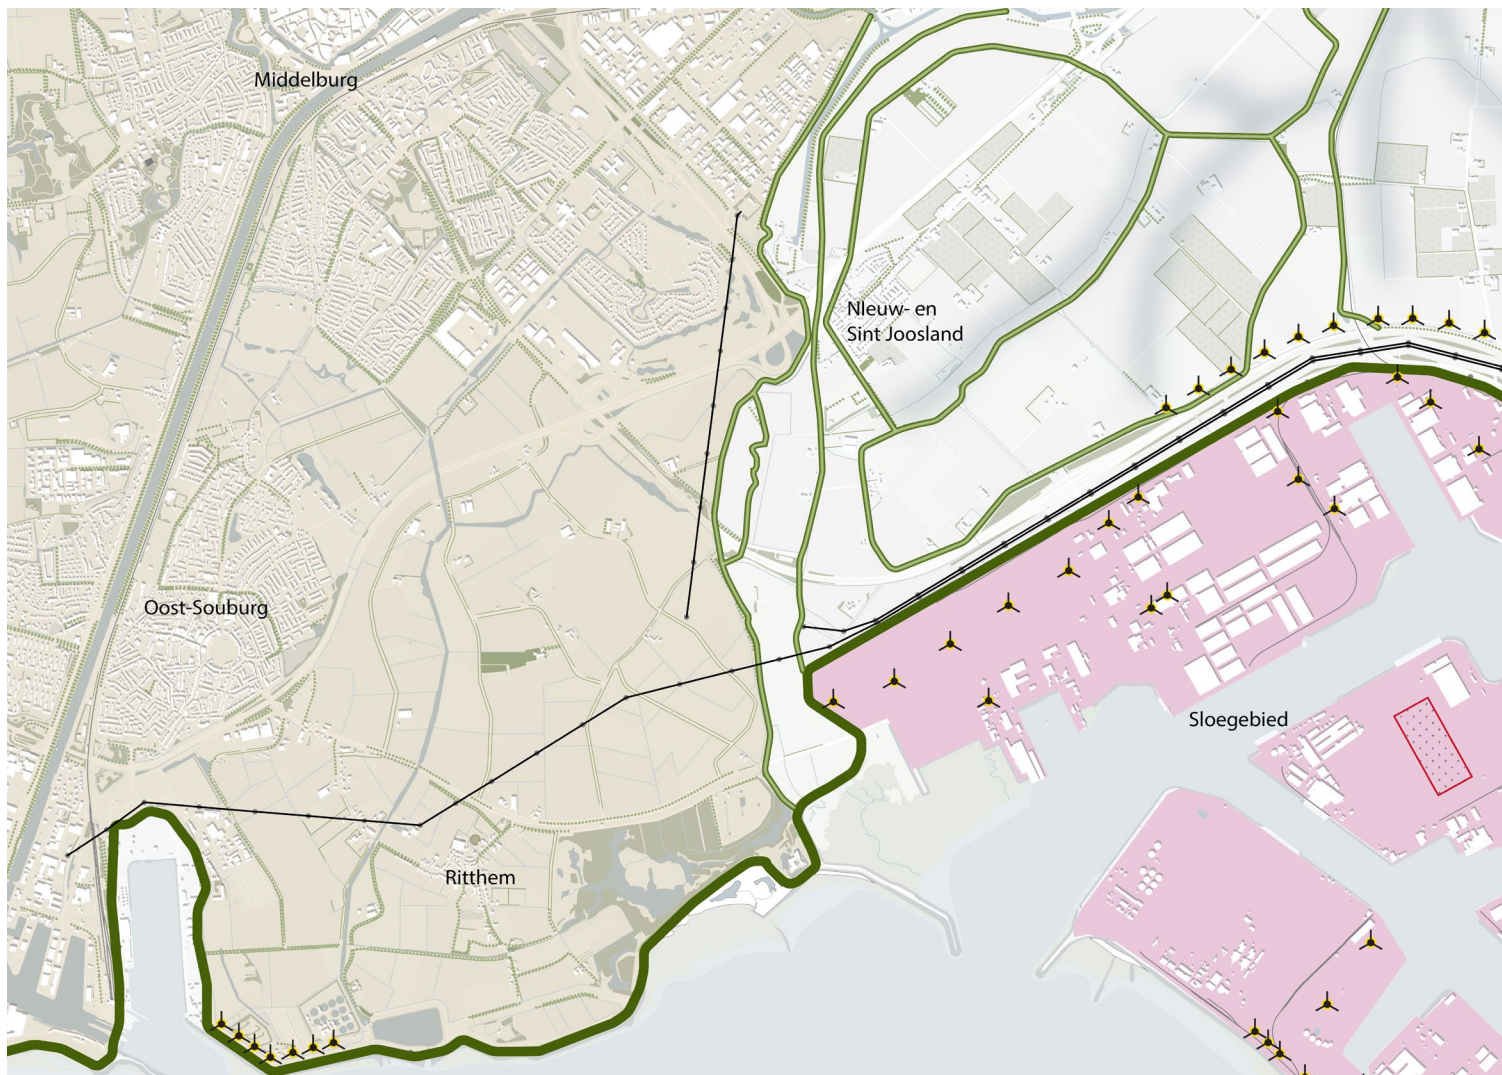 Middelburg
NIeuw- en
Sint Joosland
Oost-Souburg
Sloegebied
Ritthem